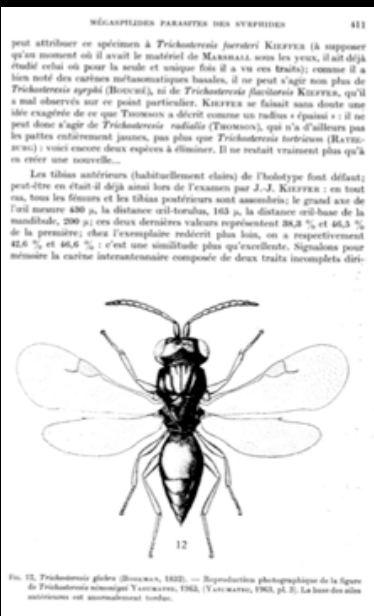 MÉGASPILIDES PARASITES DES SYRPHIDES 411
peut attribuer ce spécimen à Trichosteresis foersteri KIEFFER (à supposer
qu'au moment où il avait le matériel de MARSHALL sous les yeux, il ait déjà
étudié celui où pour la seule et unique fois il a vu ces traits); comme il a
bien noté des carènes métasomatiques basales, il ne peut s'agir non plus de
Trichosteresis syrphi (BOUCHÉ), ni de Trichosteresis flavitarsis KIEFFER, qu'il
a mal observés sur ce point particulier. KIEFFER se faisait sans doute une
idée exagérée de ce que THOMSON a décrit comme un radius « épaissi » : il ne
peut donc s'agir de Trichosteresis radialis (THOMSON), qui n'a d'ailleurs pas
les pattes entièrement jaunes, pas plus que Trichosteresis tortricum (RATZE-
BURG) : voici encore deux espèces à éliminer. Il ne restait vraiment plus qu'à
en créer une nouvelle...
Les tibias antérieurs (habituellement clairs) de l'holotype font défaut;
peut-être en était-il déjà ainsi lors de l'examen par J.-J. KIEFFER : en tout
cas, tous les fémurs et les tibias postérieurs sont assombris; le grand axe de
l'œil mesure 430 μ, la distance œil-torulus, 165 μ, la distance œil-base de la
mandibule, 200 μ; ces deux dernières valeurs représentent 38,3 % et 46,5 %
de la première; chez l'exemplaire redécrit plus loin, on a respectivement
42,6 % et 46,6 % : c'est une similitude plus qu'excellente. Signalons pour
mémoire la carène interantennaire composée de deux traits incomplets diri-
12
FIG. 12, Trichosteresis glabra (BOHEMAN, 1832). — Reproduction photographique de la figure
de Trichosteresis YASUMATSU, 1963, (YASUMATSU, 1963, pl. 3). La base des ailes
antérieures est anormalement tordue.